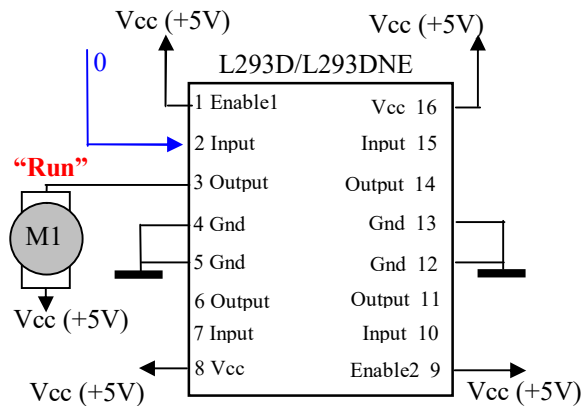 Vcc (+5V)
Vcc (+5V)
0
L293D/L293DNE
1 Enable1
Vcc 16
2 Input
Input 15
“Run”
3 Output
Output 14
4 Gnd
Gnd 13
M1
5 Gnd
Gnd 12
6 Output
Output 11
Vcc (+5V)
7 Input
Input 10
8 Vcc
Enable2 9
Vcc (+5V)
Vcc (+5V)